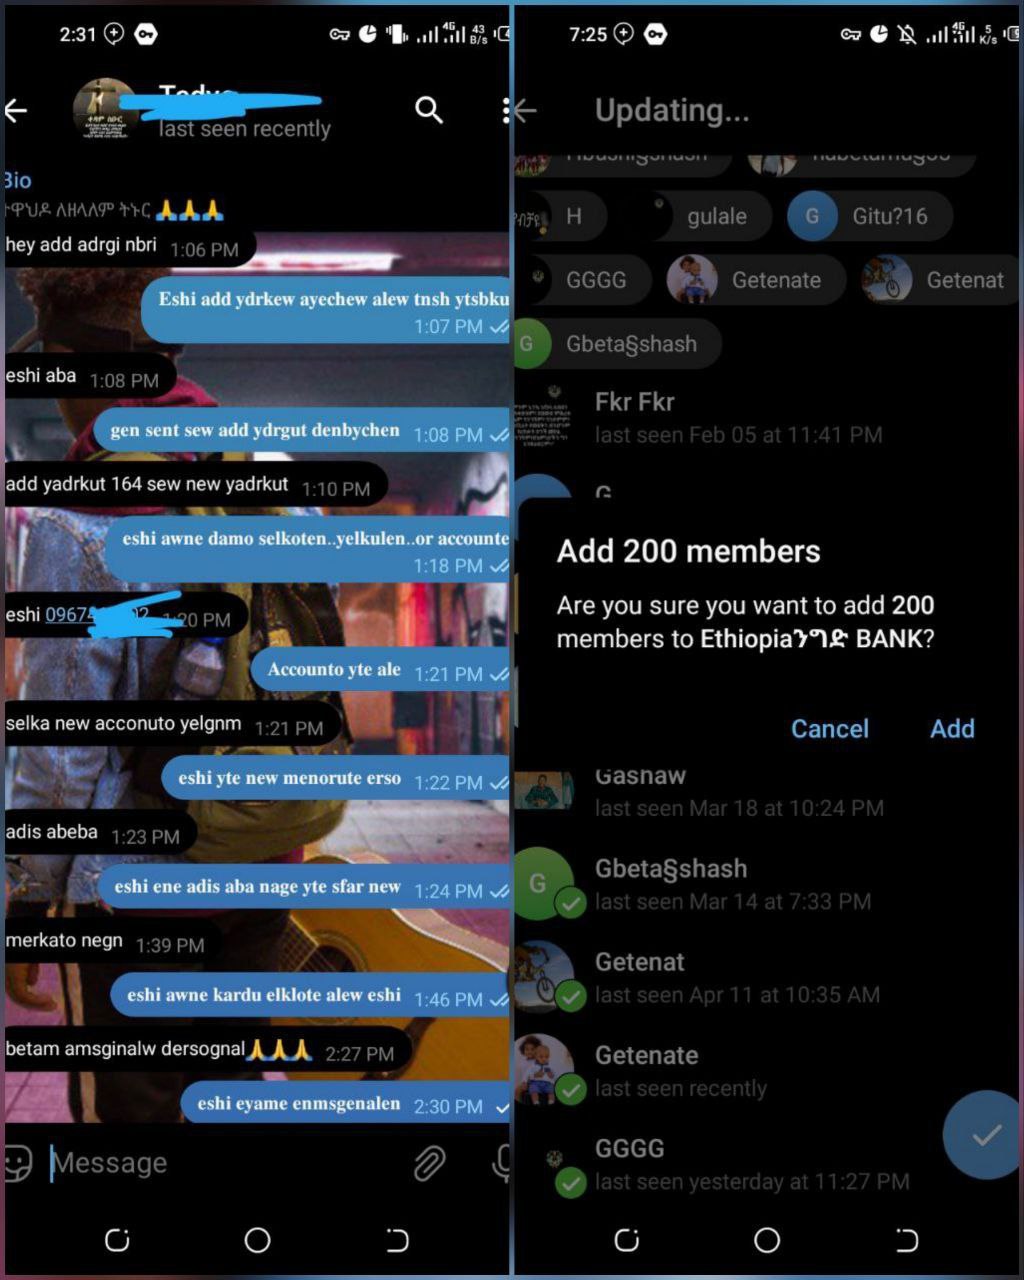 2:31
43
B/s
4G
last seen recently
Bio
ለዘላለም ትኑር 🙏🙏🙏
hey add adrgi nbri 1:06 PM
Eshi add ydrkew ayechew alew tnsh ytsbku
1:07 PM
eshi aba 1:08 PM
gen sent sew add ydrgut denbychen 1:08 PM
add yadrkut 164 sew new yadrkut 1:10 PM
eshi awne damo selkoten..yelkulen..or accounte
1:18 PM
eshi
Accounto yte ale 1:21 PM
selka new acconuto yelgnm 1:21 PM
eshi yte new menorute erso 1:22 PM
adis abeba 1:23 PM
eshi ene adis aba nage yte sfar new 1:24 PM
merkato negn 1:39 PM
eshi awne kardu elklote alew eshi 1:46 PM
betam amsginalw dersognal🙏🙏🙏 2:27 PM
eshi eyame enmsgenalen 2:30 PM
Message
7:25
4G
5
K/s
Updating...
H gulale G Gitu?16
GGGG Getenate Getenat
G Gbeta§shash
Fkr Fkr
last seen Feb 05 at 11:41 PM
G
Add 200 members
Are you sure you want to add 200
members to Ethiopiaንግድ BANK?
Cancel Add
Gashaw
last seen Mar 18 at 10:24 PM
G
Gbeta§shash
last seen Mar 14 at 7:33 PM
Getenat
last seen Apr 11 at 10:35 AM
Getenate
last seen recently
GGGG
last seen yesterday at 11:27 PM